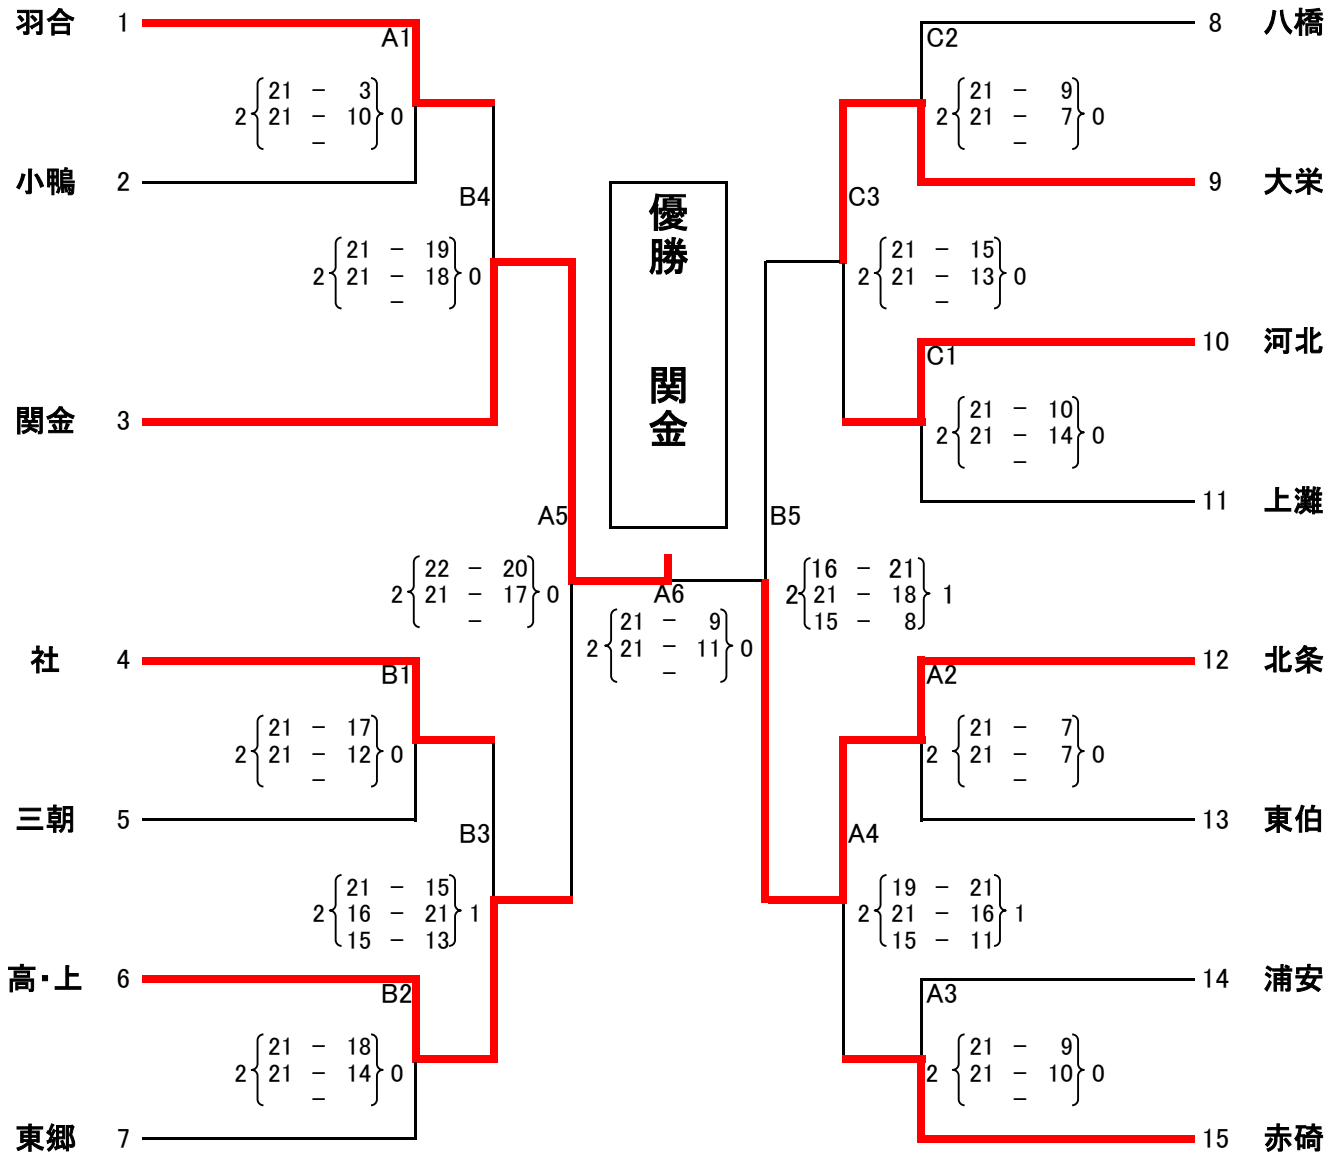 羽合 1
A1
2 21 － 3 0
21 － 10
－
小鴨 2
B4
2 21 － 19 0
21 － 18
－
関金 3
A5
2 22 － 20 0
21 － 17
－
社 4
B1
2 21 － 17 0
21 － 12
－
三朝 5
B3
2 21 － 15 1
16 － 21
15 － 13
高・上 6
B2
2 21 － 18 0
21 － 14
－
東郷 7
優勝
関金
A6
2 21 － 9 0
21 － 11
－
8 八橋
C2
2 21 － 9 0
21 － 7
－
9 大栄
C3
2 21 － 15 0
21 － 13
－
10 河北
C1
2 21 － 10 0
21 － 14
－
11 上灘
B5
2 16 － 21 1
21 － 18
15 － 8
12 北条
A2
2 21 － 7 0
21 － 7
－
13 東伯
A4
2 19 － 21 1
21 － 16
15 － 11
14 浦安
A3
2 21 － 9 0
21 － 10
－
15 赤碕